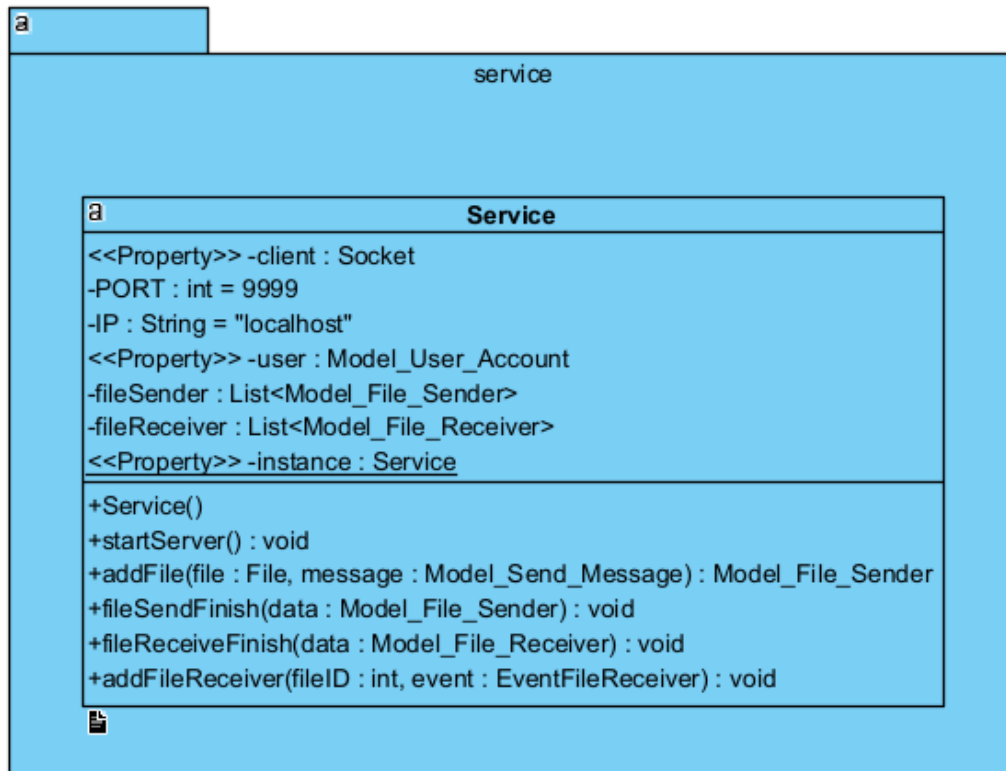 a
service
a
Service
<<Property>> -client : Socket
-PORT : int = 9999
-IP : String = "localhost"
<<Property>> -user : Model_User_Account
-fileSender : List<Model_File_Sender>
-fileReceiver : List<Model_File_Receiver>
<<Property>> -instance : Service
+Service()
+startServer() : void
+addFile(file : File, message : Model_Send_Message) : Model_File_Sender
+fileSendFinish(data : Model_File_Sender) : void
+fileReceiveFinish(data : Model_File_Receiver) : void
+addFileReceiver(fileID : int, event : EventFileReceiver) : void